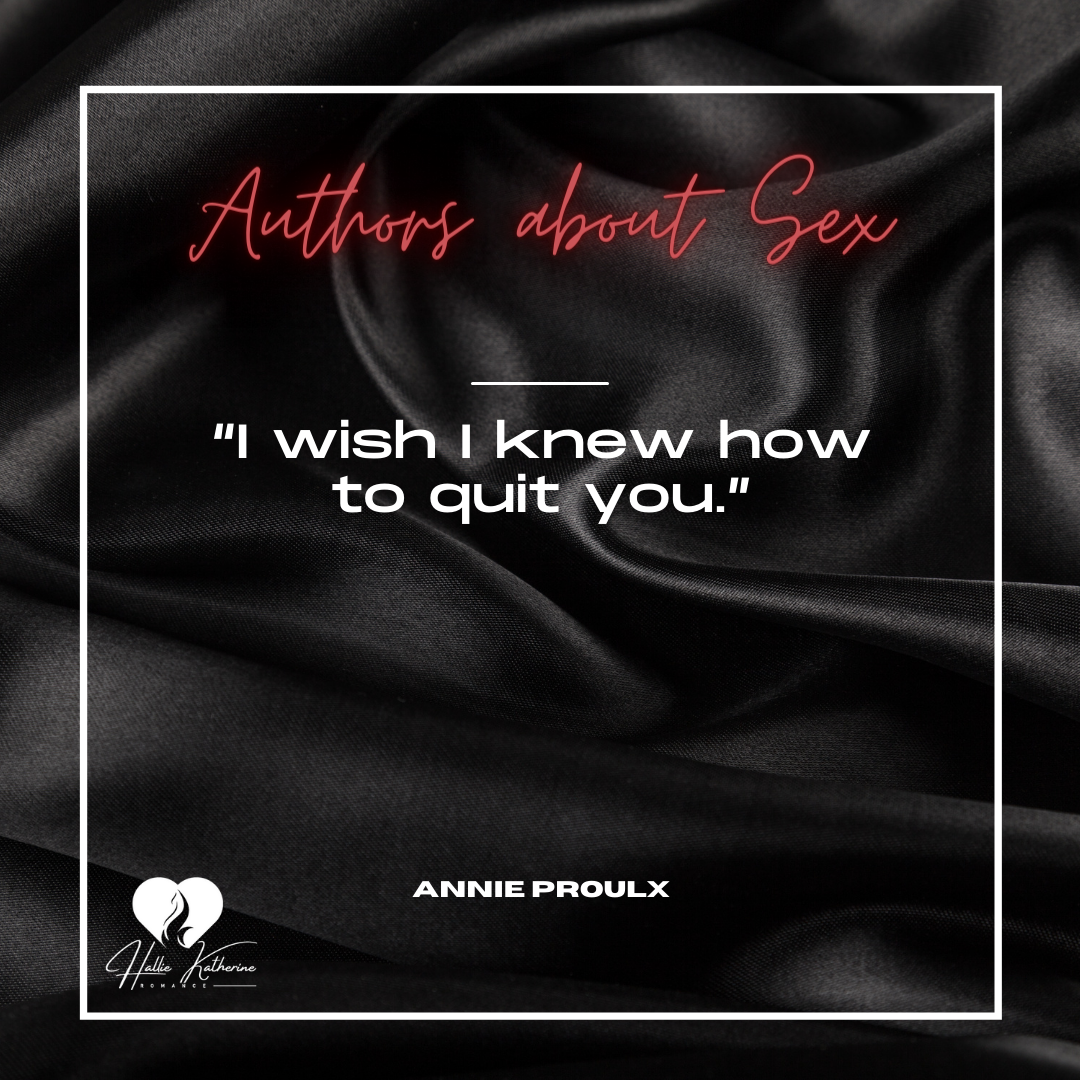 Authors about Sex
"I wish I knew how
to quit you."
ANNIE PROULX
Hallie Katherine
ROMANCE